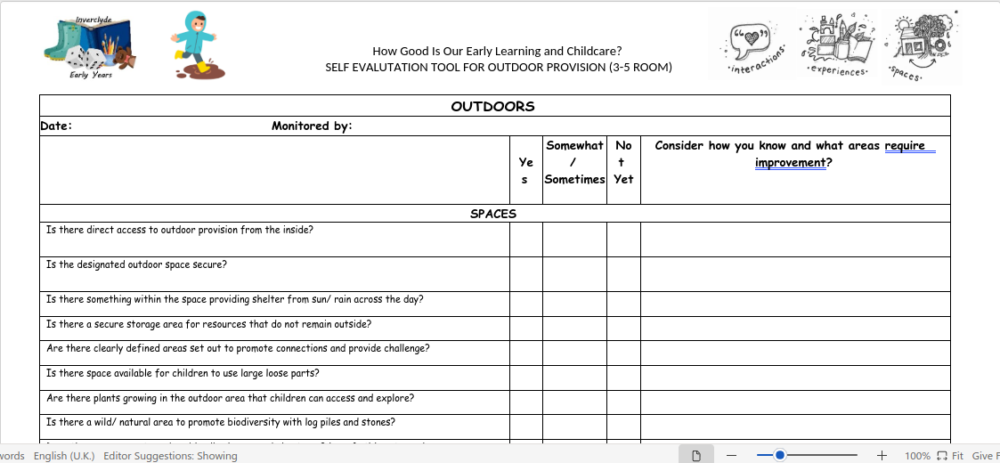 Inverclyde
Early Years
How Good Is Our Early Learning and Childcare?
SELF EVALUTATION TOOL FOR OUTDOOR PROVISION (3-5 ROOM)
interactions
experiences
spaces
OUTDOORS
Date: Monitored by:
Ye
s
Somewhat
/
Sometimes
No
t
Yet
Consider how you know and what areas require
improvement?
SPACES
Is there direct access to outdoor provision from the inside?
Is the designated outdoor space secure?
Is there something within the space providing shelter from sun/ rain across the day?
Is there a secure storage area for resources that do not remain outside?
Are there clearly defined areas set out to promote connections and provide challenge?
Is there space available for children to use large loose parts?
Are there plants growing in the outdoor area that children can access and explore?
Is there a wild/ natural area to promote biodiversity with log piles and stones?
words English (U.K.) Editor Suggestions: Showing 100% Fit Give F